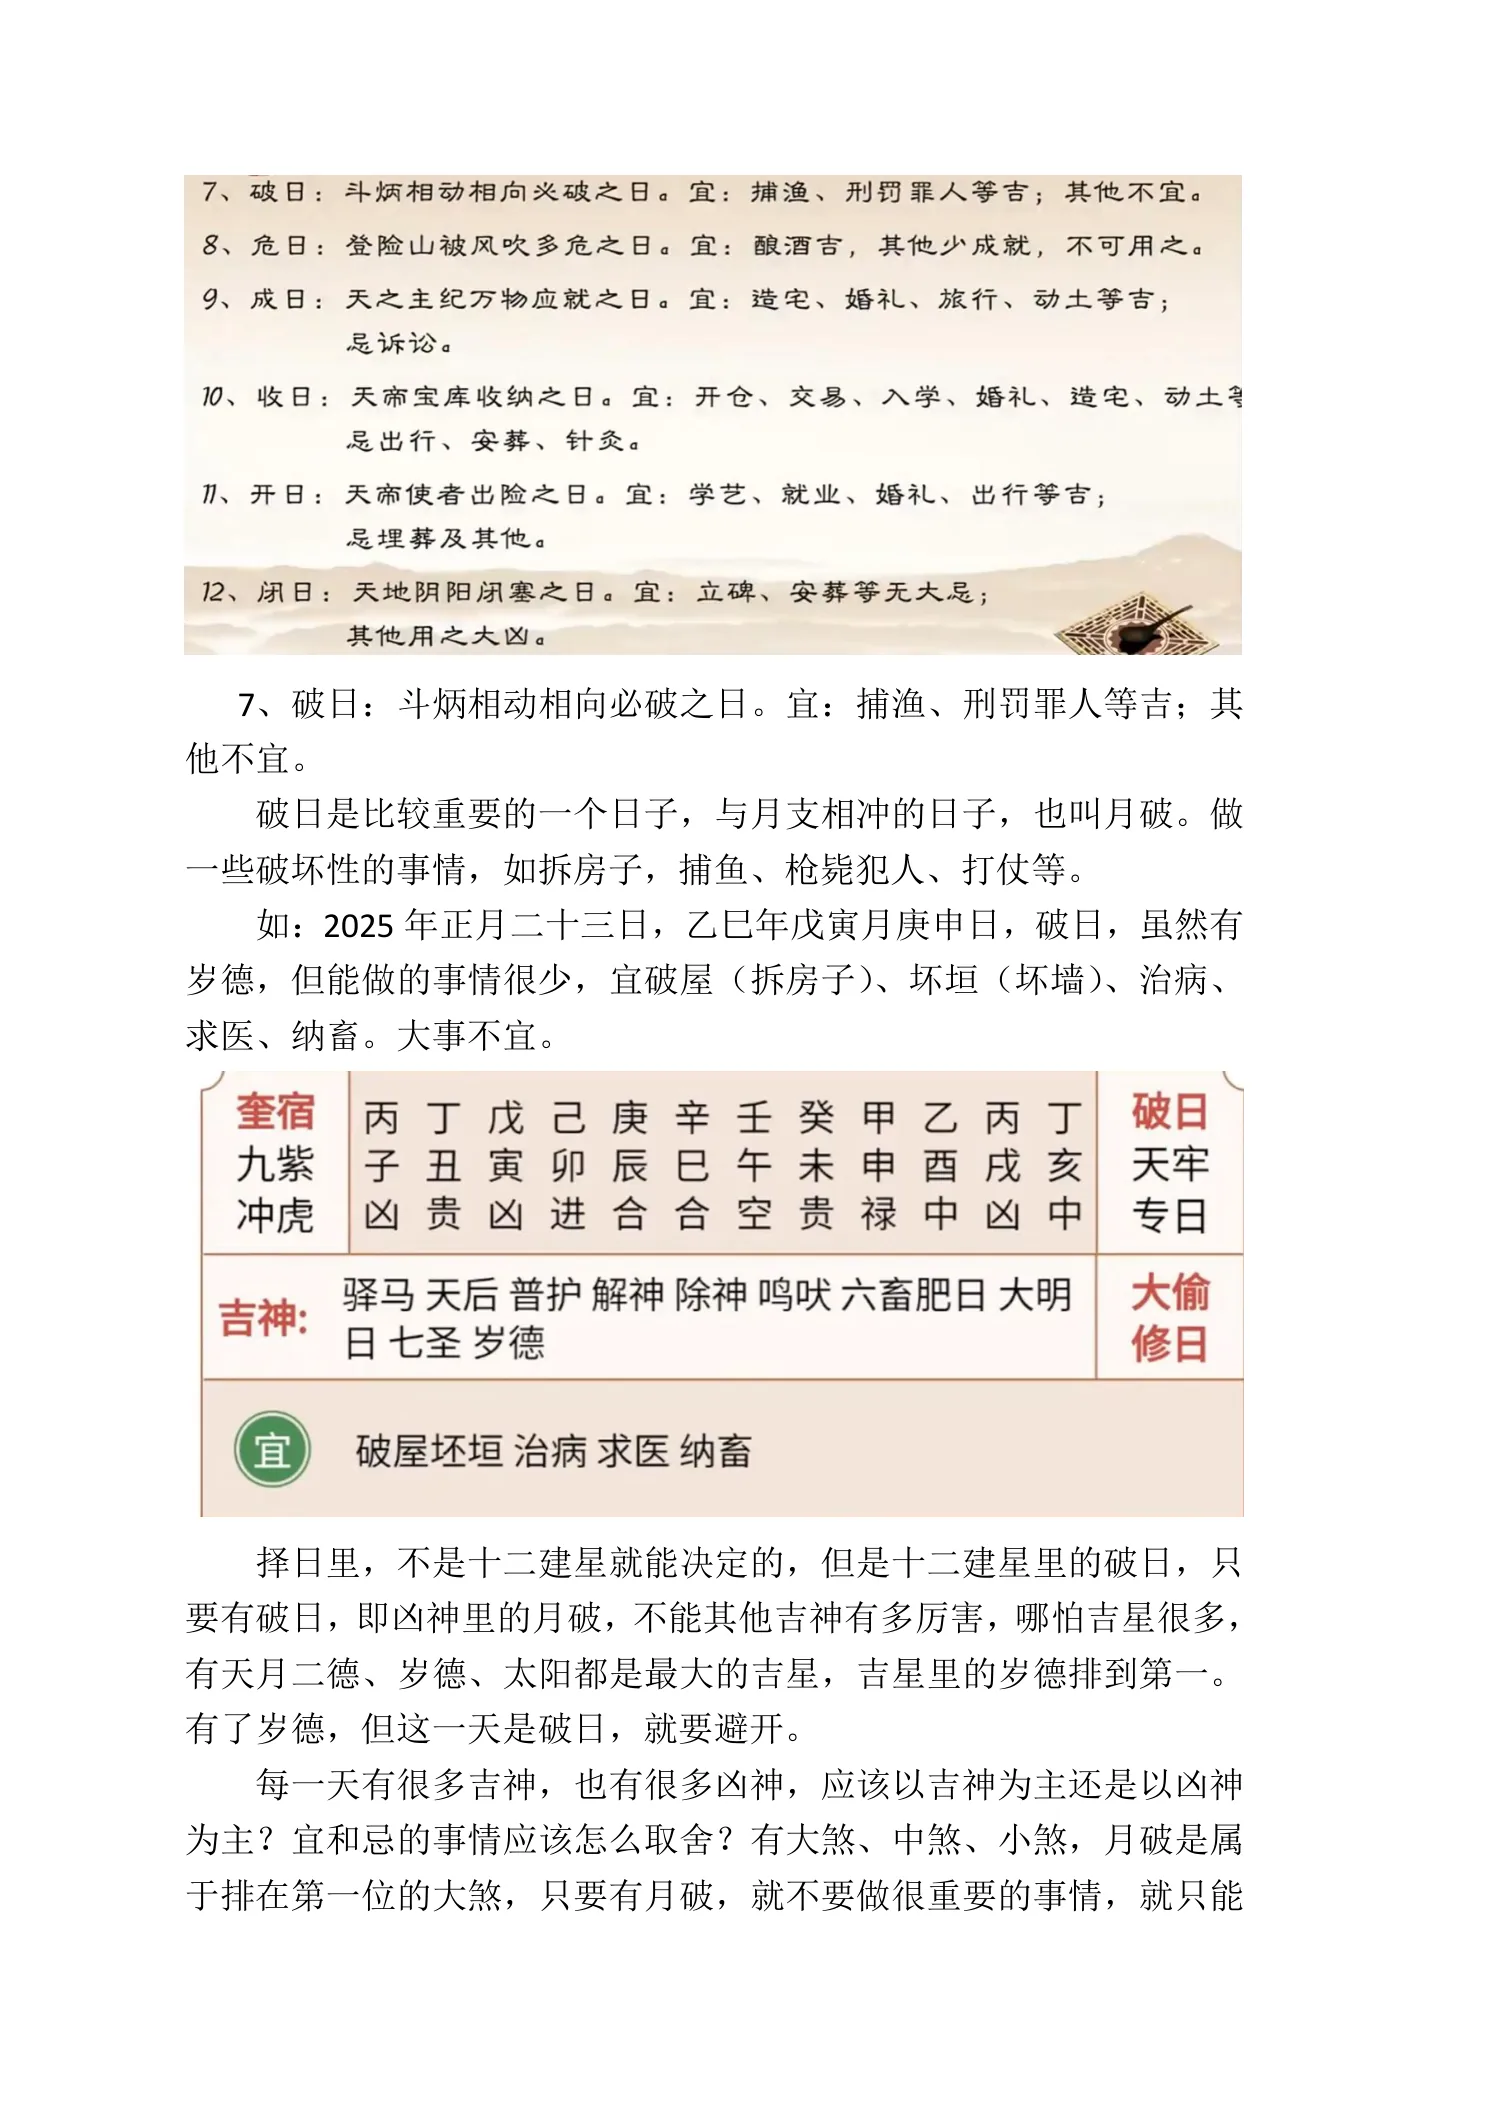 7、破日：斗炳相动相向必破之日。宜：捕渔、刑罚罪人等吉；其他不宜。
8、危日：登险山被风吹多危之日。宜：酿酒吉，其他少成就，不可用之。
9、成日：天之主纪万物应就之日。宜：造宅、婚礼、旅行、动土等吉；
忌诉讼。
10、收日：天帝宝库收纳之日。宜：开仓、交易、入学、婚礼、造宅、动土等
忌出行、安葬、针灸。
11、开日：天帝使者出险之日。宜：学艺、就业、婚礼、出行等吉；
忌埋葬及其他。
12、闭日：天地阴阳闭塞之日。宜：立碑、安葬等无大忌；
其他用之大凶。
7、破日：斗炳相动相向必破之日。宜：捕渔、刑罚罪人等吉；其
他不宜。
破日是比较重要的一个日子，与月支相冲的日子，也叫月破。做
一些破坏性的事情，如拆房子，捕鱼、枪毙犯人、打仗等。
如：2025 年正月二十三日，乙巳年戊寅月庚申日，破日，虽然有
岁德，但能做的事情很少，宜破屋（拆房子）、坏垣（坏墙）、治病、
求医、纳畜。大事不宜。
奎宿 丙 丁 戊 己 庚 辛 壬 癸 甲 乙 丙 丁 破日
九紫 子 丑 寅 卯 辰 巳 午 未 申 酉 戌 亥 天牢
冲虎 凶 贵 凶 进 合 合 空 贵 禄 中 凶 中 专日
吉神: 驿马 天后 普护 解神 除神 鸣吠 六畜肥日 大明 大偷
日 七圣 岁德 修日
宜 破屋坯垣 治病 求医 纳畜
择日里，不是十二建星就能决定的，但是十二建星里的破日，只
要有破日，即凶神里的月破，不能其他吉神有多厉害，哪怕吉星很多，
有天月二德、岁德、太阳都是最大的吉星，吉星里的岁德排到第一。
有了岁德，但这一天是破日，就要避开。
每一天有很多吉神，也有很多凶神，应该以吉神为主还是以凶神
为主？宜和忌的事情应该怎么取舍？有大煞、中煞、小煞，月破是属
于排在第一位的大煞，只要有月破，就不要做很重要的事情，就只能